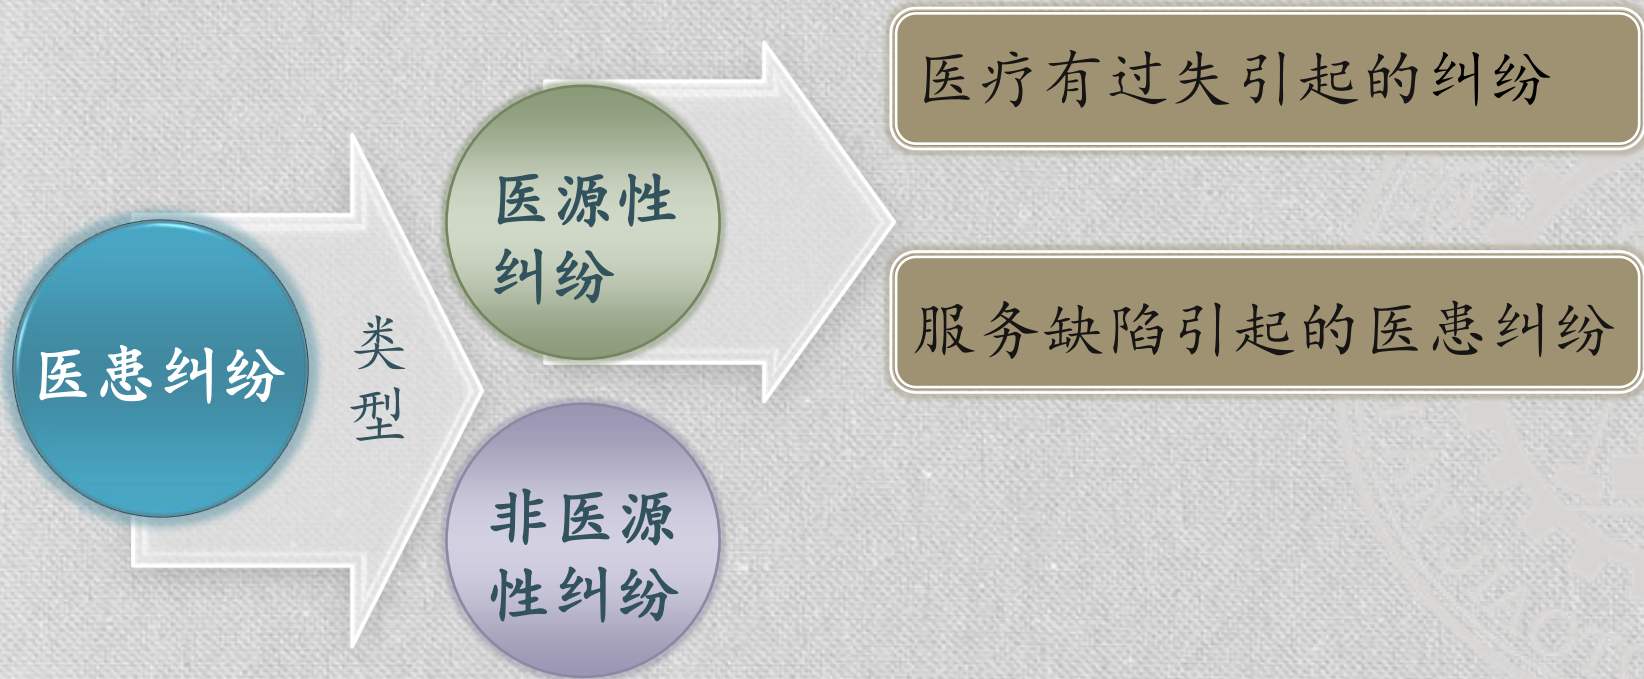 医疗有过失引起的纠纷
医源性
纠纷
类
型
医患纠纷
服务缺陷引起的医患纠纷
非医源
性纠纷